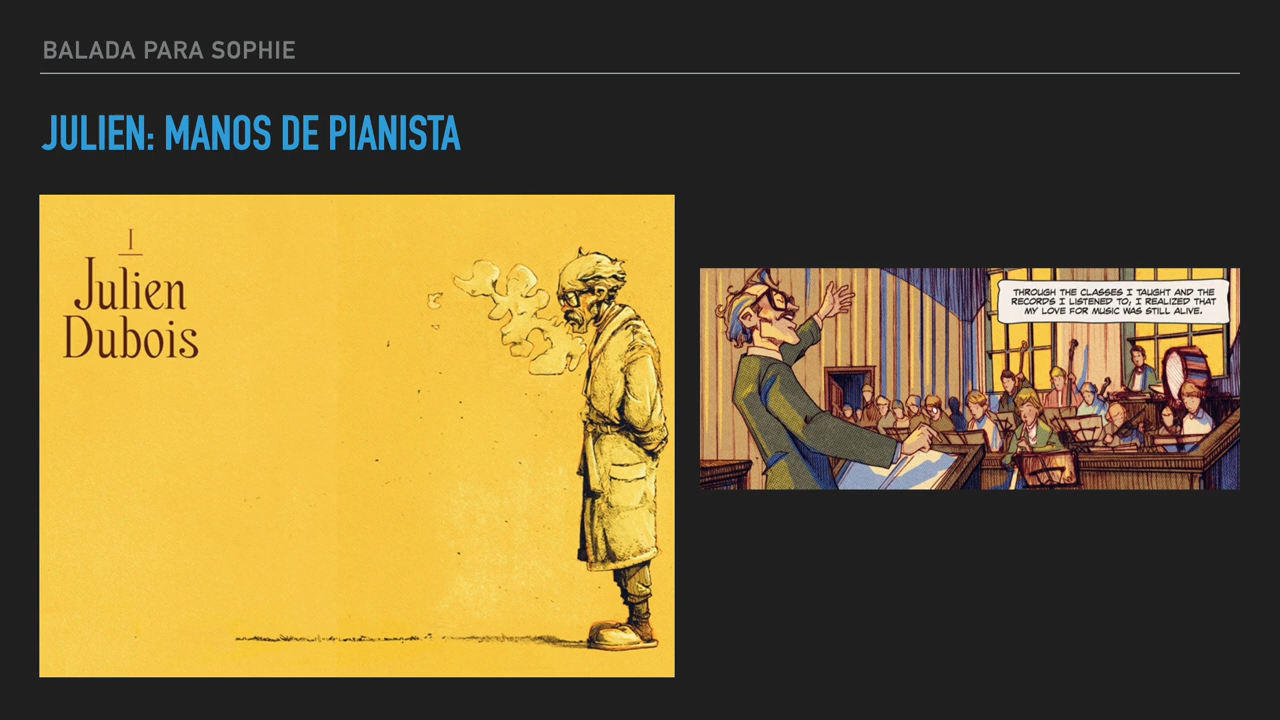 BALADA PARA SOPHIE
JULIEN: MANOS DE PIANISTA
I
Julien
Dubois
THROUGH THE CLASSES I TAUGHT AND THE
RECORDS I LISTENED TO, I REALIZED THAT
MY LOVE FOR MUSIC WAS STILL ALIVE.